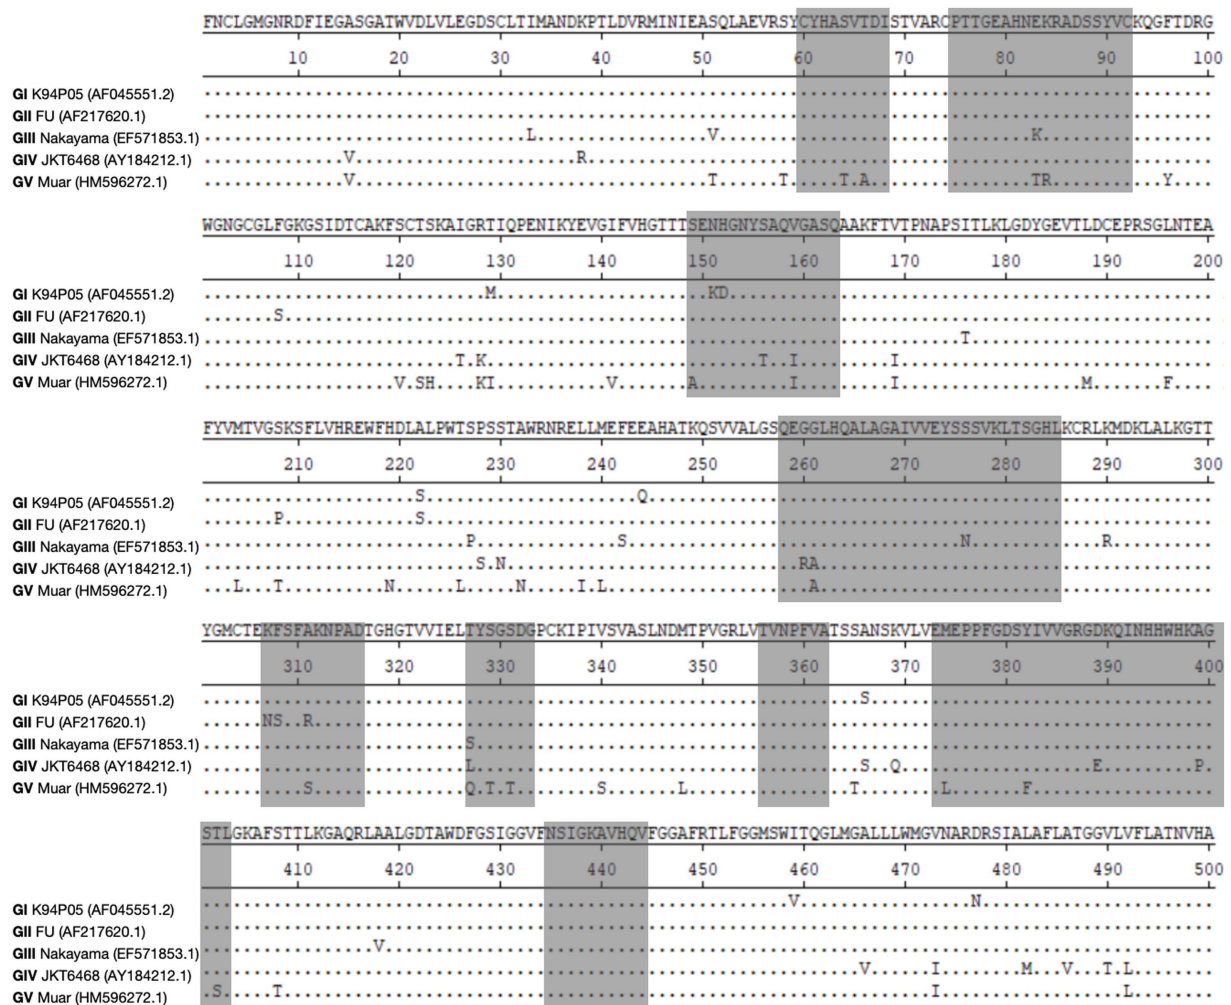 FNCLGMGNRDFIEGASGATWVDLVLEGDSCLTIMANDKPTLDVRMINIEASQLAEVRSYCYHASVTDISTVARCPTTGEAHNEKRADSSYVCKQGFTDRG
10 20 30 40 50 60 70 80 90 100
GI K94P05 (AF045551.2) ....................................................................................................
GII FU (AF217620.1) ....................................................................................................
GIII Nakayama (EF571853.1) ................................L.................V...............................K.................
GIV JKT6468 (AY184212.1) ..............V......................R..............................................................
GV Muar (HM596272.1) ..............V...................................T......T.....T.A................TR...........Y....
WGNGCGLFGKGSIDTCAKFSCTSKAIGRTIQPENIKYEVGIFVHGTTTSENHGNYSAQVGASQAAKFTVTPNAPSITLKLGDYGEVTLDCEPRSGLNTEA
110 120 130 140 150 160 170 180 190 200
GI K94P05 (AF045551.2) ............................M.....................KD................................................
GII FU (AF217620.1) .......S............................................................................................
GIII Nakayama (EF571853.1) ...........................................................................T........................
GIV JKT6468 (AY184212.1) .........................T.K...........................T..I.........I...............................
GV Muar (HM596272.1) ...................V.SH....KI...........V.......A.........I.........I..................M.......F....
FYVMTVGSKSFLVHREWFHDLALPWTSPSSTAWRNRELLMEFEEAHATKQSVVALGSQEGGLHQALAGAIVVEYSSSVKLTSGHLKCRLKMDKLALKGTT
210 220 230 240 250 260 270 280 290 300
GI K94P05 (AF045551.2) .....................S.....................Q........................................................
GII FU (AF217620.1) .......P.............S..............................................................................
GIII Nakayama (EF571853.1) ..........................P..............S.................................N.............R..........
GIV JKT6468 (AY184212.1) ...........................S.N.............................RA.......................................
GV Muar (HM596272.1) ...L...T..........N......L.....N.....I.L....................A.......................................
YGMCTEKFSFAKNPADTGHGTVVIELTYSGSDGPCKIPIVSVASLNDMTPVGRLVTVNPFVATSSANSKVLVEMEPPFGDSYIVVGRGDKQINHHWHKAG
310 320 330 340 350 360 370 380 390 400
GI K94P05 (AF045551.2) .................................................................S..................................
GII FU (AF217620.1) ......NS..R.........................................................................................
GIII Nakayama (EF571853.1) ..........................S.........................................................................
GIV JKT6468 (AY184212.1) ..........................L......................................S..Q...................E.........P.
GV Muar (HM596272.1) ..........S...............Q.T.T........S.......L................T........L.......F..................
STLGKAFSTTLKGAQRLAALGDTAWDFGSIGGVFNSIGKAVHQVFGGAFRTLFGGMSWITQGLMGALLLWMGVNARDRSIALAFLATGGVLVFLATNVHA
410 420 430 440 450 460 470 480 490 500
GI K94P05 (AF045551.2) ..........................................................V.................N.......................
GII FU (AF217620.1) ....................................................................................................
GIII Nakayama (EF571853.1) .................V..................................................................................
GIV JKT6468 (AY184212.1) .................................................................V......I........M...V...T.L........
GV Muar (HM596272.1) .S.....T................................................................I..................L........